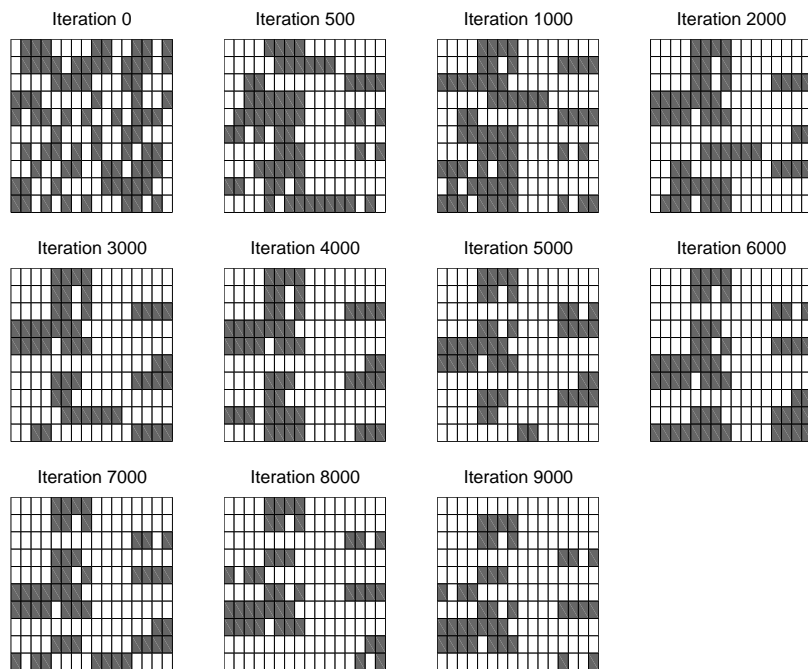 Iteration 0
Iteration 500
Iteration 1000
Iteration 2000
Iteration 3000
Iteration 4000
Iteration 5000
Iteration 6000
Iteration 7000
Iteration 8000
Iteration 9000